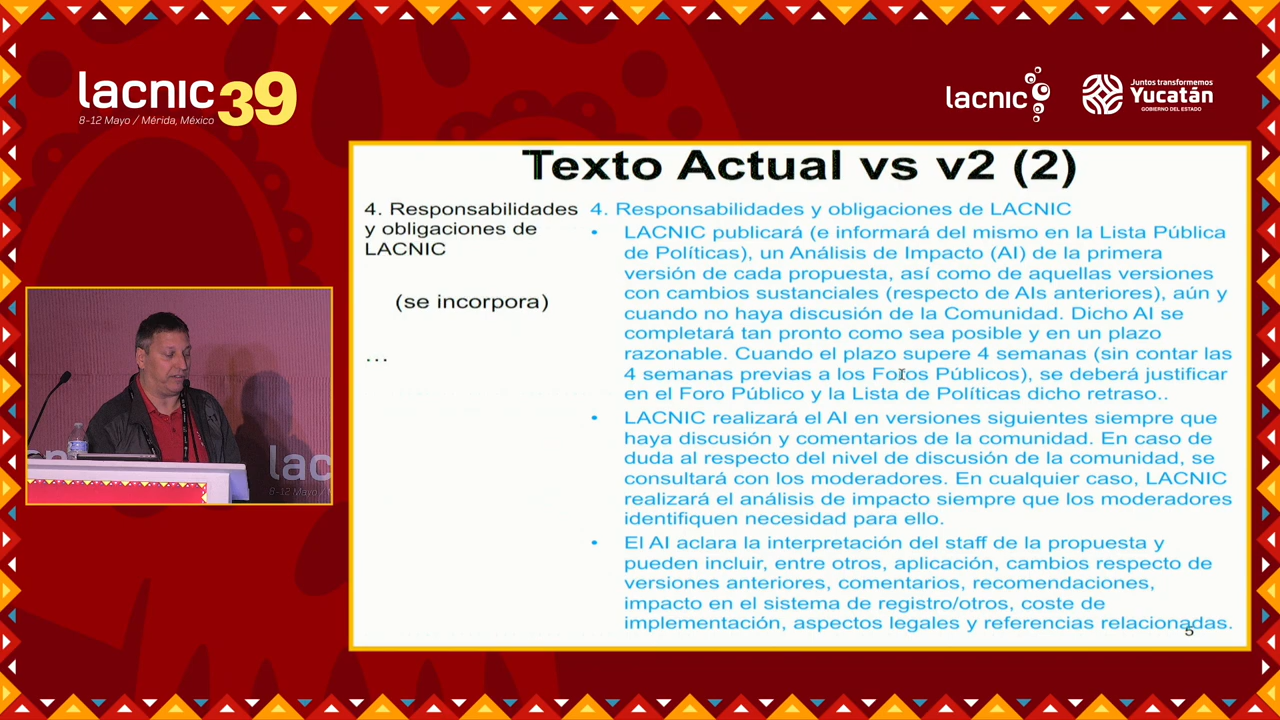 lacnic 39
8-12 Mayo / Mérida, México
lacnic
Juntos transformemos
Yucatán
GOBIERNO DEL ESTADO
Texto Actual vs v2 (2)
4. Responsabilidades
y obligaciones de
LACNIC
(se incorpora)
...
4. Responsabilidades y obligaciones de LACNIC
• LACNIC publicará (e informará del mismo en la Lista Pública
de Políticas), un Análisis de Impacto (AI) de la primera
versión de cada propuesta, así como de aquellas versiones
con cambios sustanciales (respecto de AIs anteriores), aún y
cuando no haya discusión de la Comunidad. Dicho AI se
completará tan pronto como sea posible y en un plazo
razonable. Cuando el plazo supere 4 semanas (sin contar las
4 semanas previas a los Foros Públicos), se deberá justificar
en el Foro Público y la Lista de Políticas dicho retraso..
• LACNIC realizará el AI en versiones siguientes siempre que
haya discusión y comentarios de la comunidad. En caso de
duda al respecto del nivel de discusión de la comunidad, se
consultará con los moderadores. En cualquier caso, LACNIC
realizará el análisis de impacto siempre que los moderadores
identifiquen necesidad para ello.
• El AI aclara la interpretación del staff de la propuesta y
pueden incluir, entre otros, aplicación, cambios respecto de
versiones anteriores, comentarios, recomendaciones,
impacto en el sistema de registro/otros, coste de
implementación, aspectos legales y referencias relacionadas.
5
lac
8-12 Mayo /